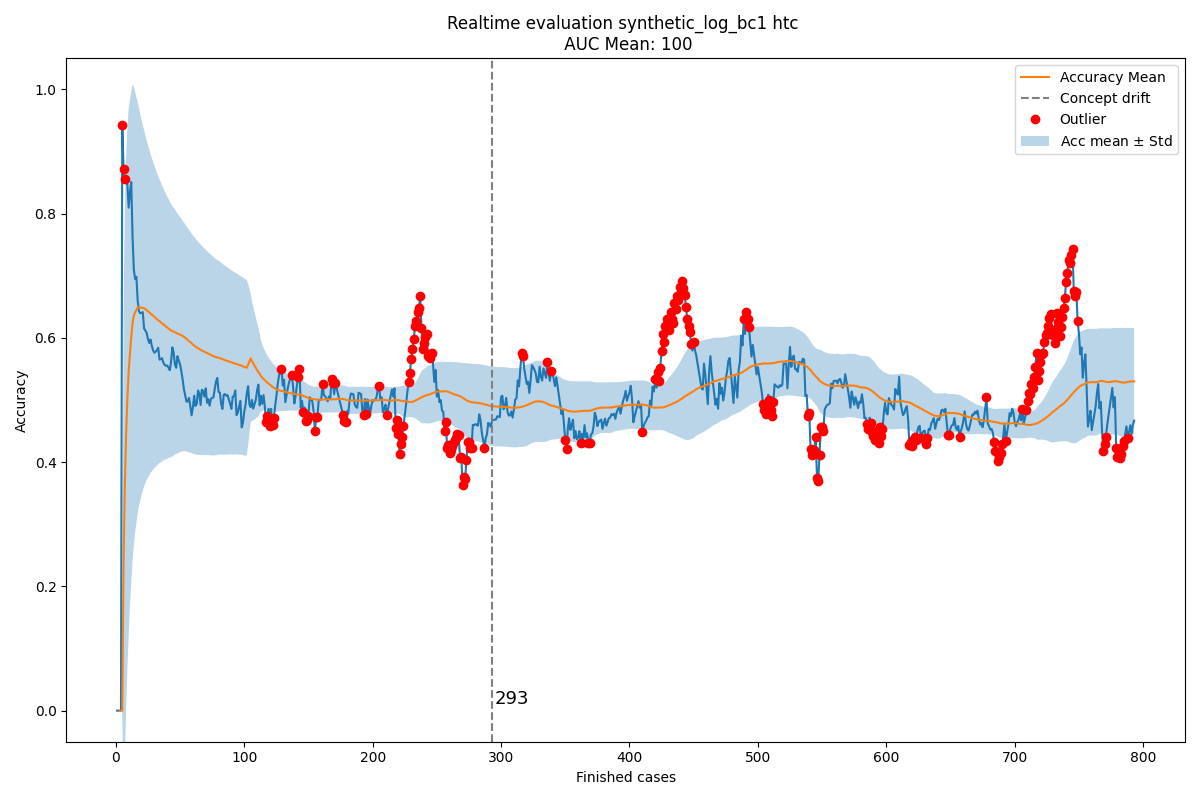 Realtime evaluation synthetic_log_bc1 htc
AUC Mean: 100
Accuracy
1.0
0.8
0.6
0.4
0.2
0.0
Accuracy Mean
Concept drift
Outlier
Acc mean ± Std
293
0 100 200 300 400 500 600 700 800
Finished cases